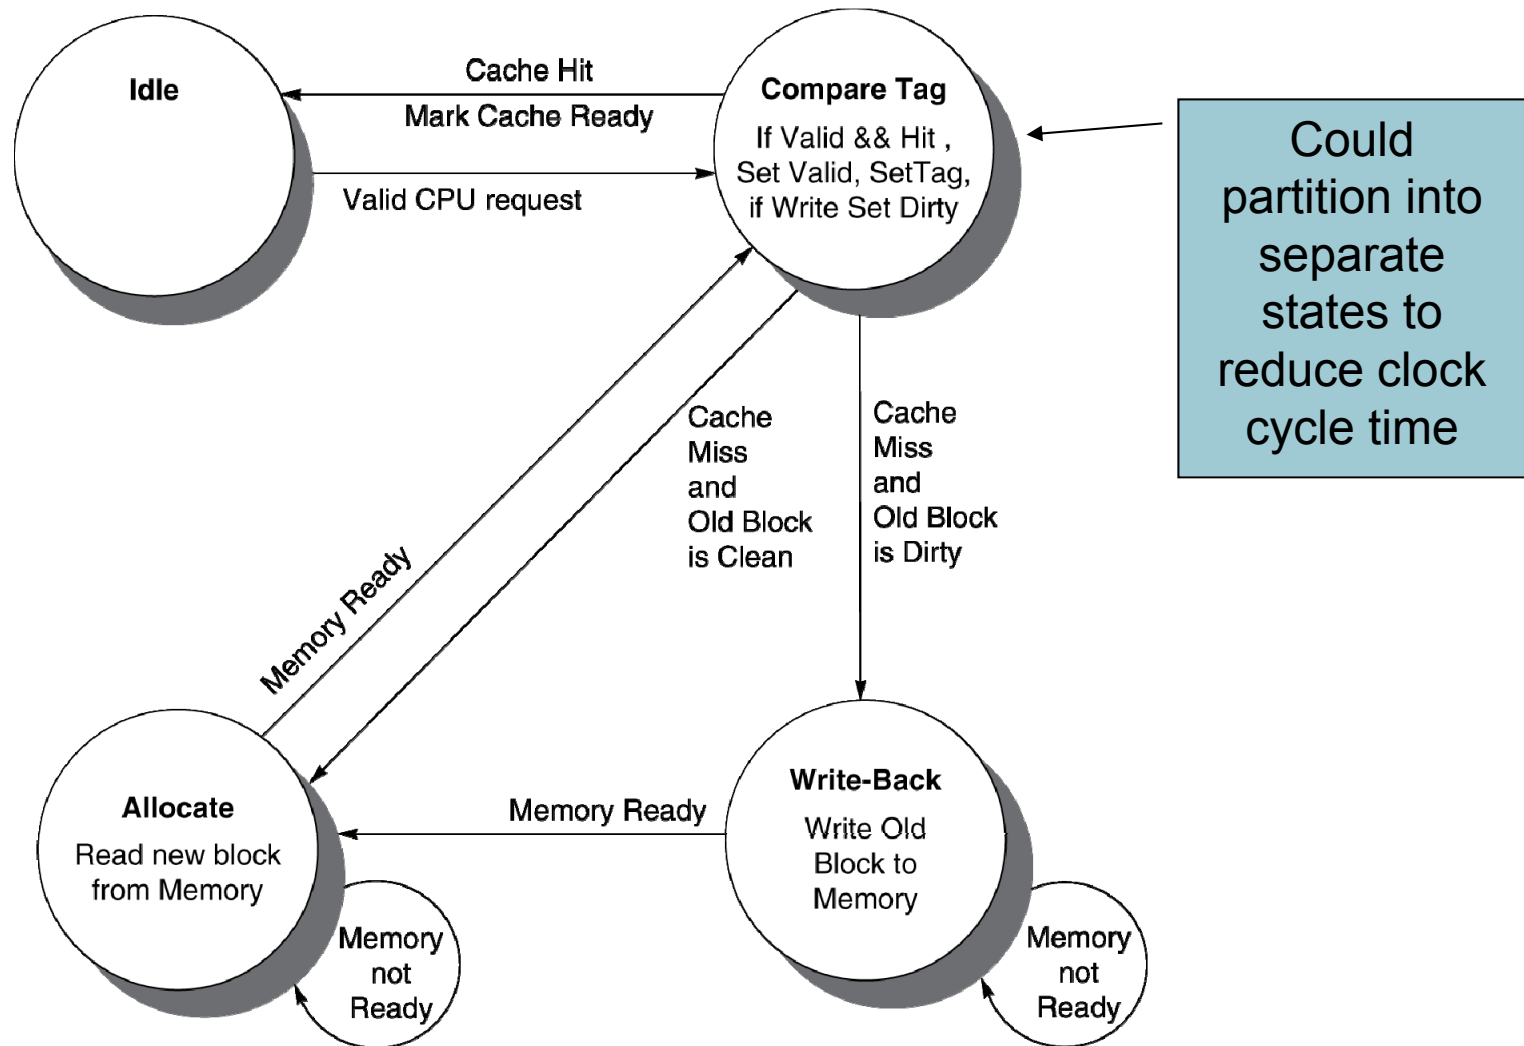 Idle
Cache Hit
Mark Cache Ready
Valid CPU request
Compare Tag
If Valid && Hit ,
Set Valid, SetTag,
if Write Set Dirty
Could
partition into
separate
states to
reduce clock
cycle time
Cache
Miss
and
Old Block
is Clean
Cache
Miss
and
Old Block
is Dirty
Memory Ready
Allocate
Read new block
from Memory
Memory
not
Ready
Memory Ready
Write-Back
Write Old
Block to
Memory
Memory
not
Ready